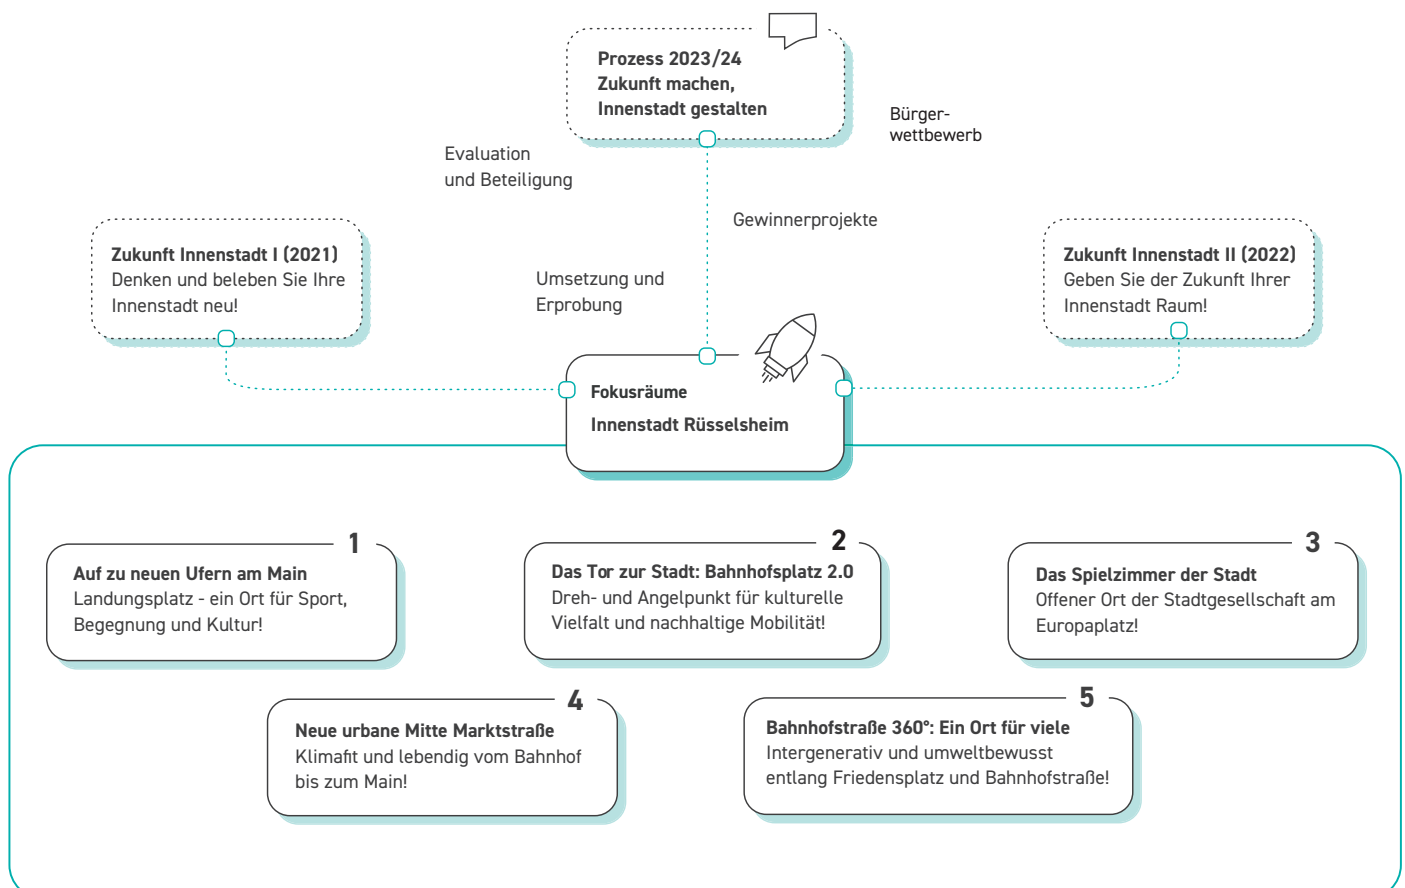 Prozess 2023/24
Zukunft machen,
Innenstadt gestalten
Bürger-
wettbewerb
Evaluation
und Beteiligung
Gewinnerprojekte
Zukunft Innenstadt I (2021)
Denken und beleben Sie Ihre
Innenstadt neu!
Umsetzung und
Erprobung
Zukunft Innenstadt II (2022)
Geben Sie der Zukunft Ihrer
Innenstadt Raum!
Fokusräume
Innenstadt Rüsselsheim
1
Auf zu neuen Ufern am Main
Landungsplatz - ein Ort für Sport,
Begegnung und Kultur!
2
Das Tor zur Stadt: Bahnhofsplatz 2.0
Dreh- und Angelpunkt für kulturelle
Vielfalt und nachhaltige Mobilität!
3
Das Spielzimmer der Stadt
Offener Ort der Stadtgesellschaft am
Europaplatz!
4
Neue urbane Mitte Marktstraße
Klimafit und lebendig vom Bahnhof
bis zum Main!
5
Bahnhofstraße 360°: Ein Ort für viele
Intergenerativ und umweltbewusst
entlang Friedensplatz und Bahnhofstraße!